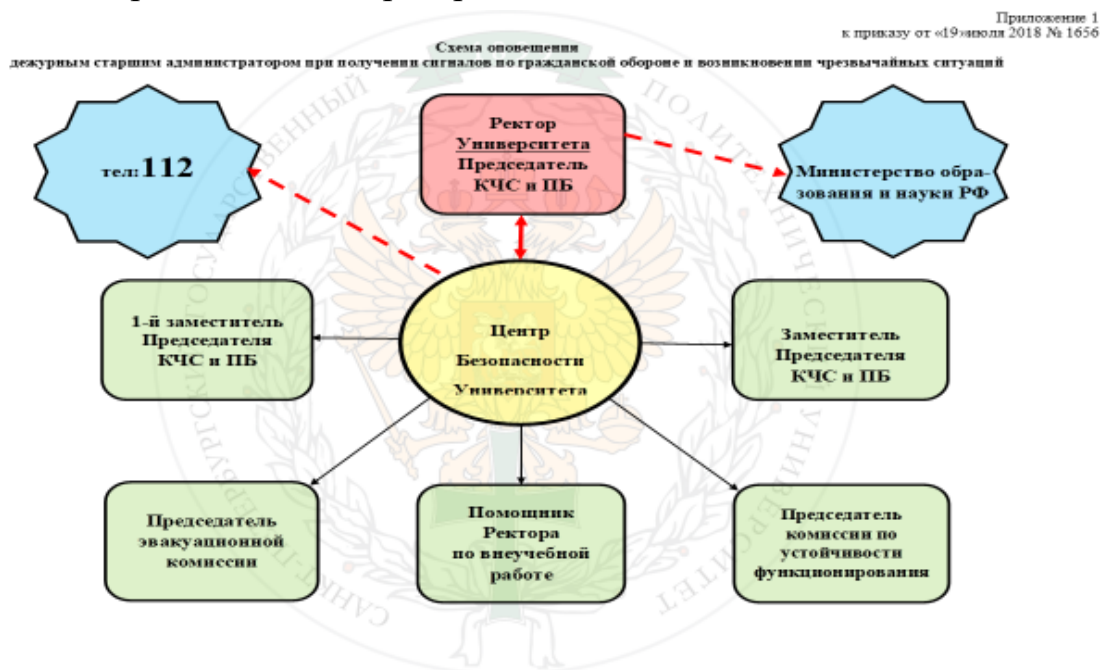 Приложение 1
к приказу от «19»июля 2018 № 1656
Схема оповещения
дежурным старшим администратором при получении сигналов по гражданской обороне и возникновении чрезвычайных ситуаций
тел:112
Ректор
Университета
Председатель
КЧС и ПБ
Министерство обра-
зования и науки РФ
1-й заместитель
Председателя
КЧС и ПБ
Центр
Безопасности
Университета
Заместитель
Председателя
КЧС и ПБ
Председатель
эвакуационной
комиссии
Помощник
Ректора
по внеучебной
работе
Председатель
комиссии по
устойчивости
функционирования